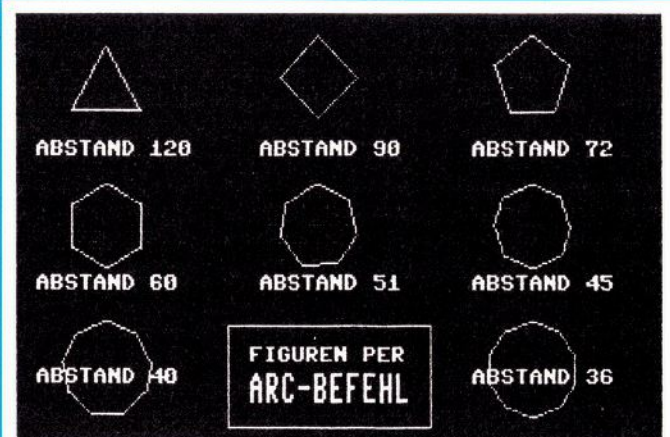 ABSTAND 120
ABSTAND 90
ABSTAND 72
ABSTAND 60
ABSTAND 51
ABSTAND 45
ABSTAND 40
FIGUREN PER
ARC-BEFEHL
ABSTAND 36